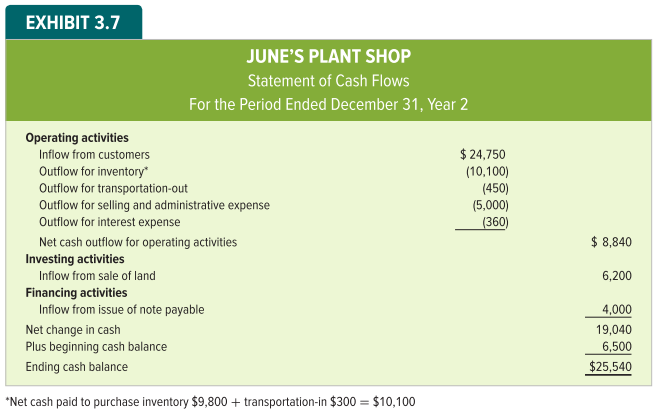 EXHIBIT 3.7
JUNE'S PLANT SHOP
Statement of Cash Flows
For the Period Ended December 31, Year 2
Operating activities
Inflow from customers $ 24,750
Outflow for inventory* (10,100)
Outflow for transportation-out (450)
Outflow for selling and administrative expense (5,000)
Outflow for interest expense (360)
Net cash outflow for operating activities $ 8,840
Investing activities
Inflow from sale of land 6,200
Financing activities
Inflow from issue of note payable 4,000
Net change in cash 19,040
Plus beginning cash balance 6,500
Ending cash balance $25,540
*Net cash paid to purchase inventory $9,800 + transportation-in $300 = $10,100